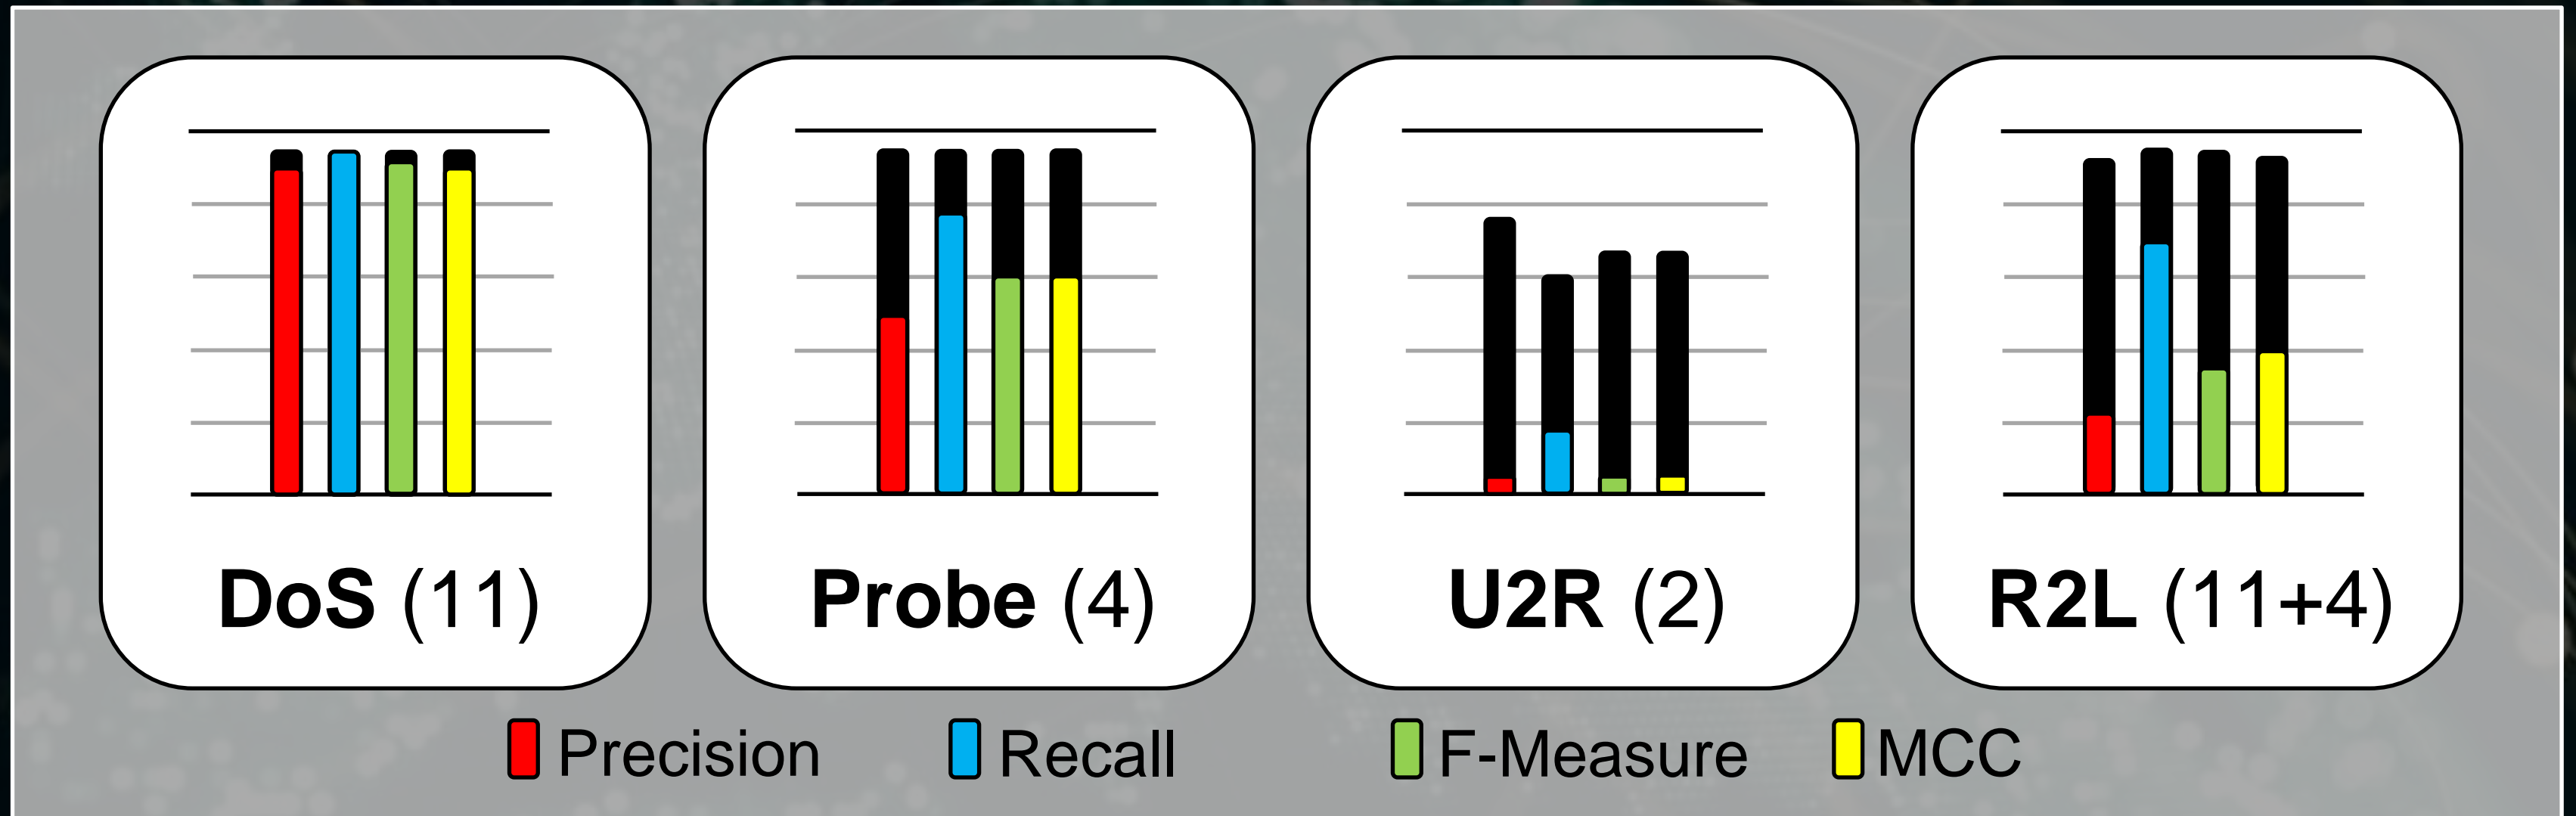 DoS (11)
Probe (4)
U2R (2)
R2L (11+4)
Precision
Recall
F-Measure
MCC